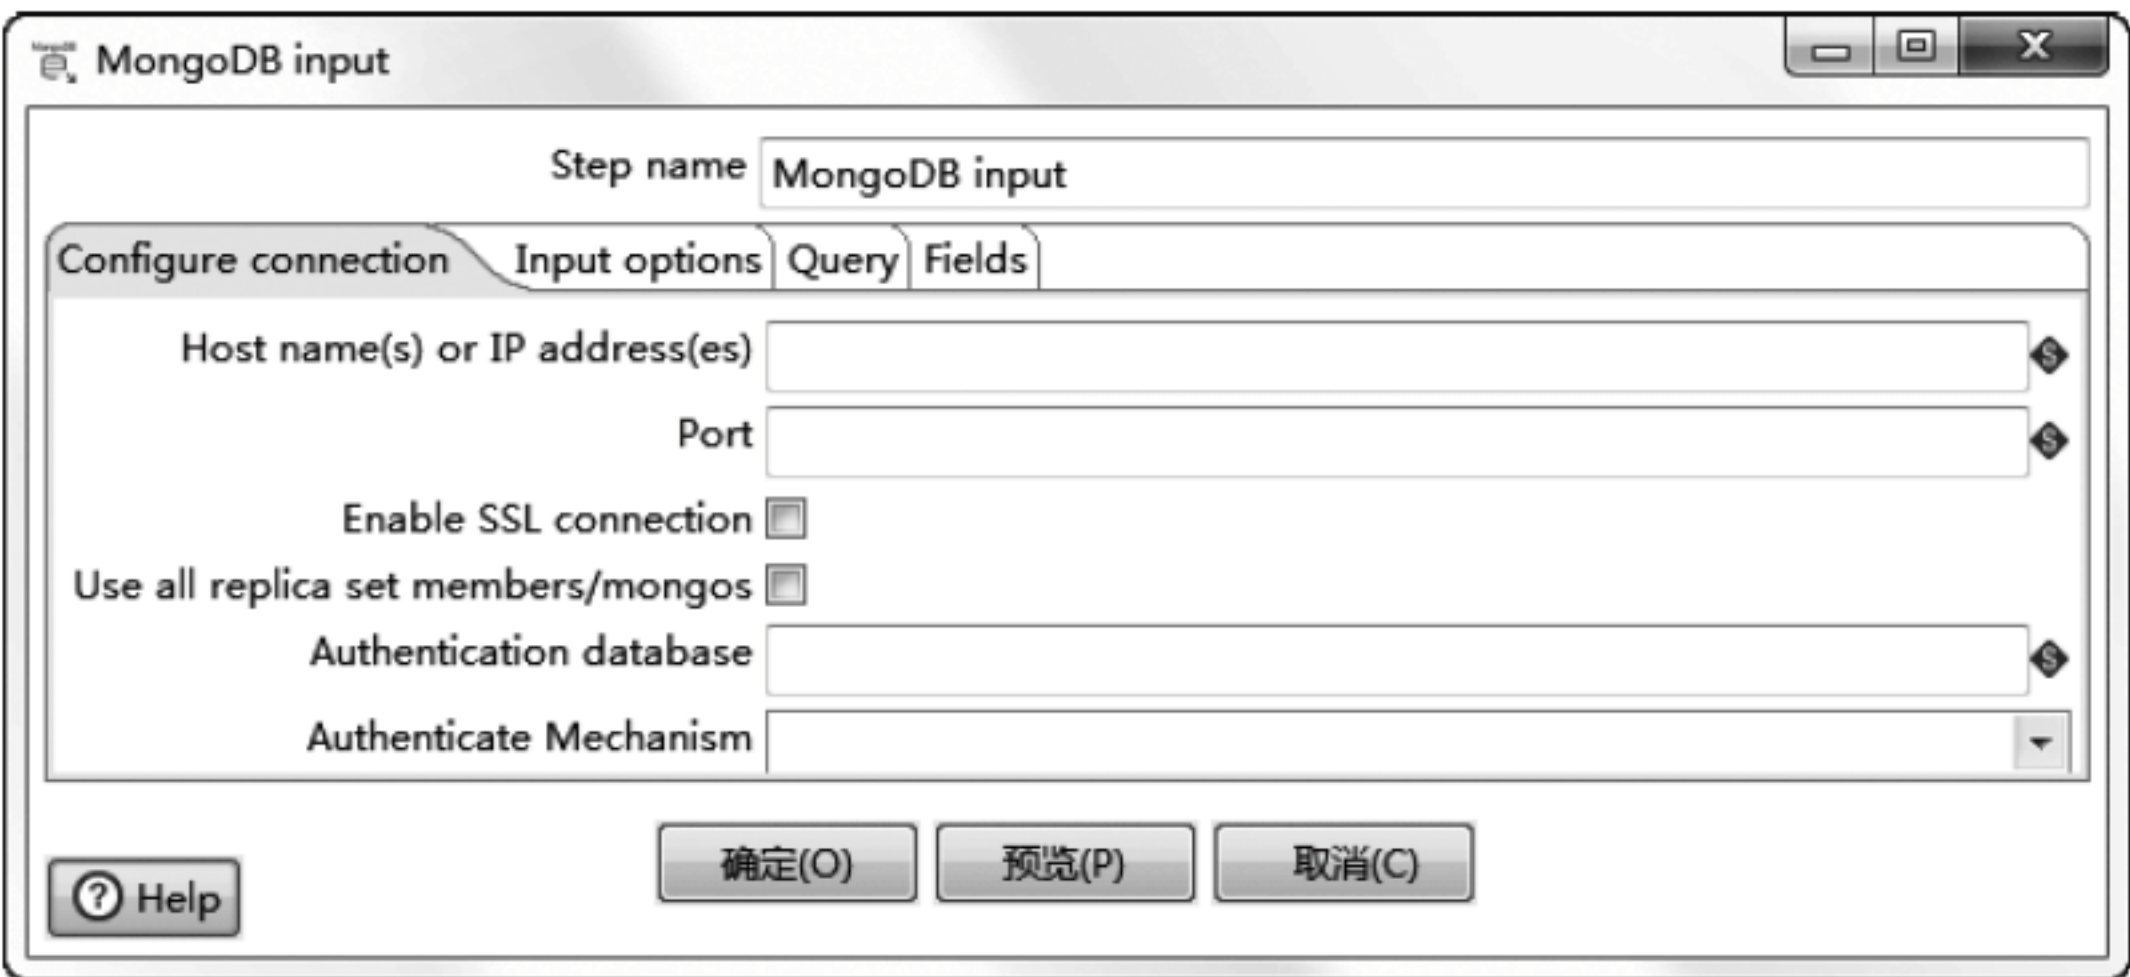 MongoDB input
Step name MongoDB input
Configure connection Input options Query Fields
Host name(s) or IP address(es)
Port
Enable SSL connection
Use all replica set members/mongos
Authentication database
Authenticate Mechanism
确定(O) 预览(P) 取消(C)
Help